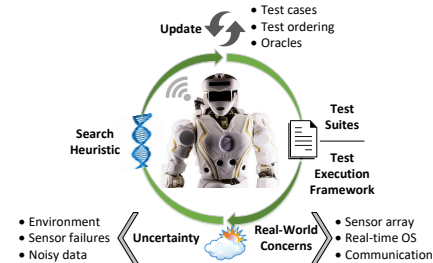 Update
• Test cases
• Test ordering
• Oracles
Search
Heuristic
Test
Suites
Test
Execution
Framework
• Environment
• Sensor failures
• Noisy data
Uncertainty
Real-World
Concerns
• Sensor array
• Real-time OS
• Communication